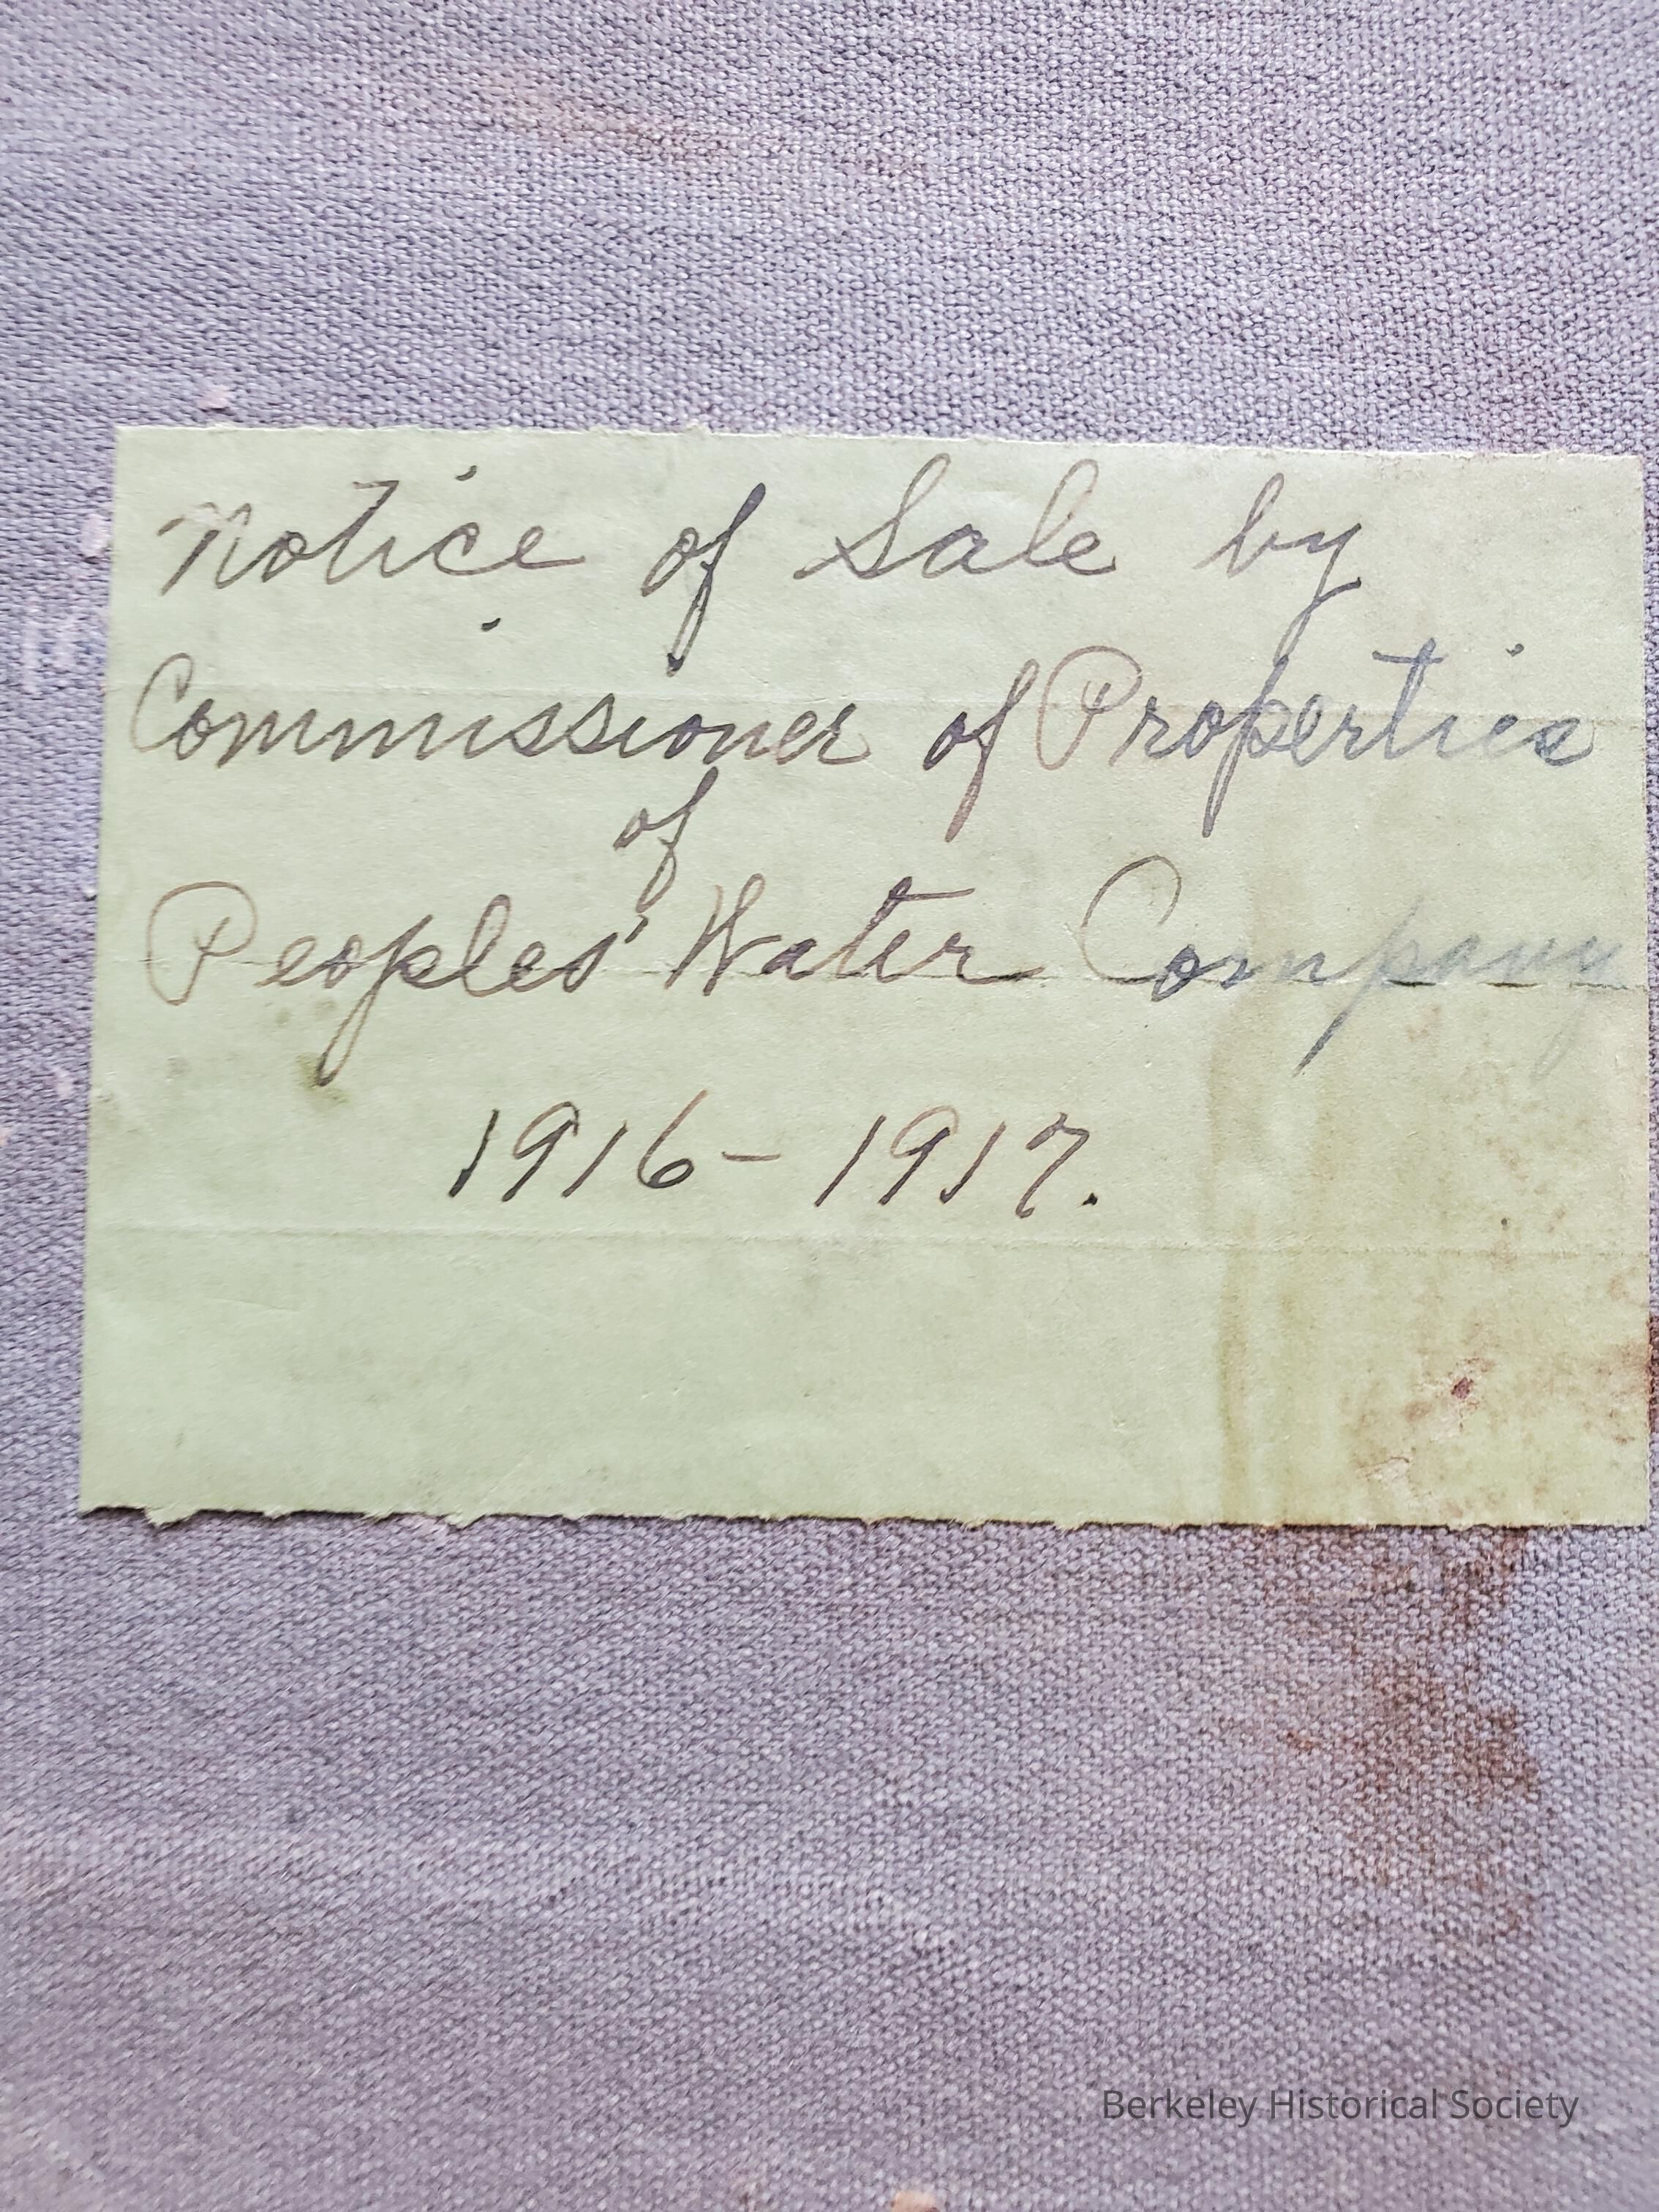 Notice of Sale by
Commissioner of Properties
of
Peoples' Water Company
1916 - 1917.
Berkeley Historical Society